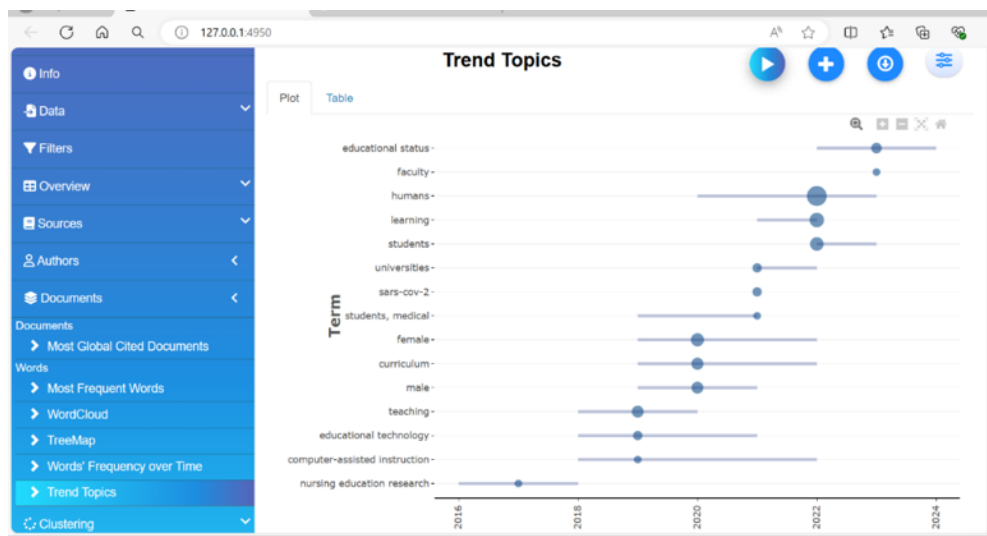 127.0.0.1:4950
Info
Data
Filters
Overview
Sources
Authors
Documents
Documents
Most Global Cited Documents
Words
Most Frequent Words
WordCloud
TreeMap
Words' Frequency over Time
Trend Topics
Clustering
Trend Topics
Plot Table
Term
educational status
faculty
humans
learning
students
universities
sars-cov-2
students, medical
female
curriculum
male
teaching
educational technology
computer-assisted instruction
nursing education research
2016 2018 2020 2022 2024